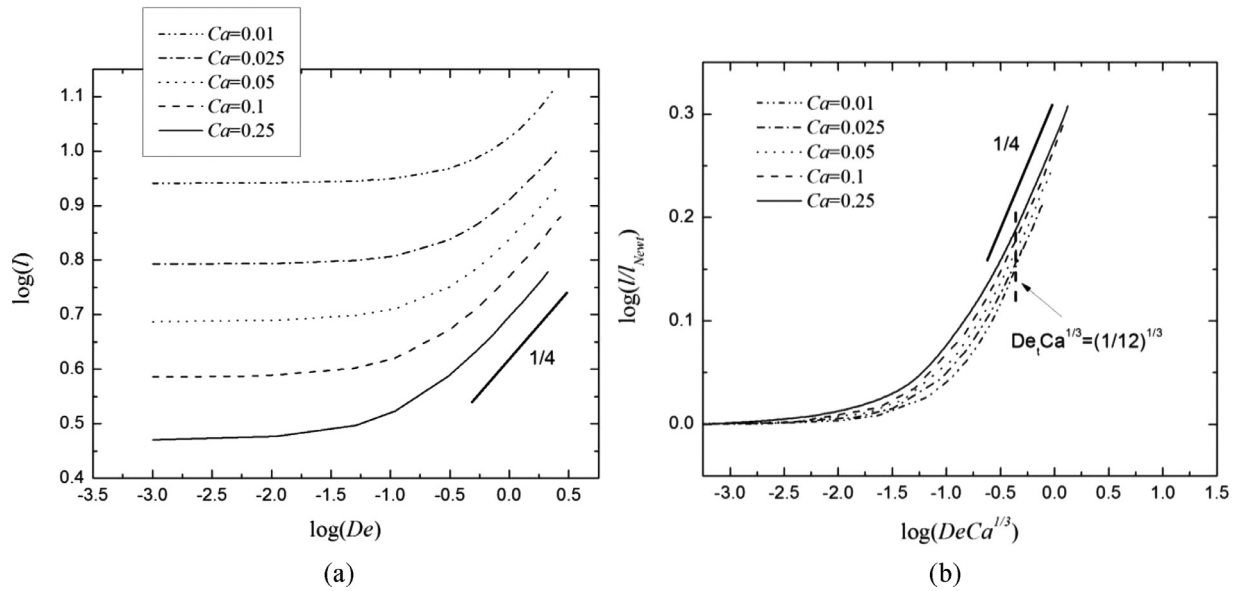 Ca=0.01
Ca=0.025
Ca=0.05
Ca=0.1
Ca=0.25
1.1
1.0
0.9
0.8
0.7
0.6
0.5
0.4
log(l)
1/4
-3.5 -3.0 -2.5 -2.0 -1.5 -1.0 -0.5 0.0 0.5
log(De)
(a)
Ca=0.01
Ca=0.025
Ca=0.05
Ca=0.1
Ca=0.25
1/4
0.3
0.2
0.1
0.0
log(l/l_Newt)
De_tCa^{1/3}=(1/12)^{1/3}
-3.0 -2.5 -2.0 -1.5 -1.0 -0.5 0.0 0.5 1.0 1.5
log(DeCa^{1/3})
(b)